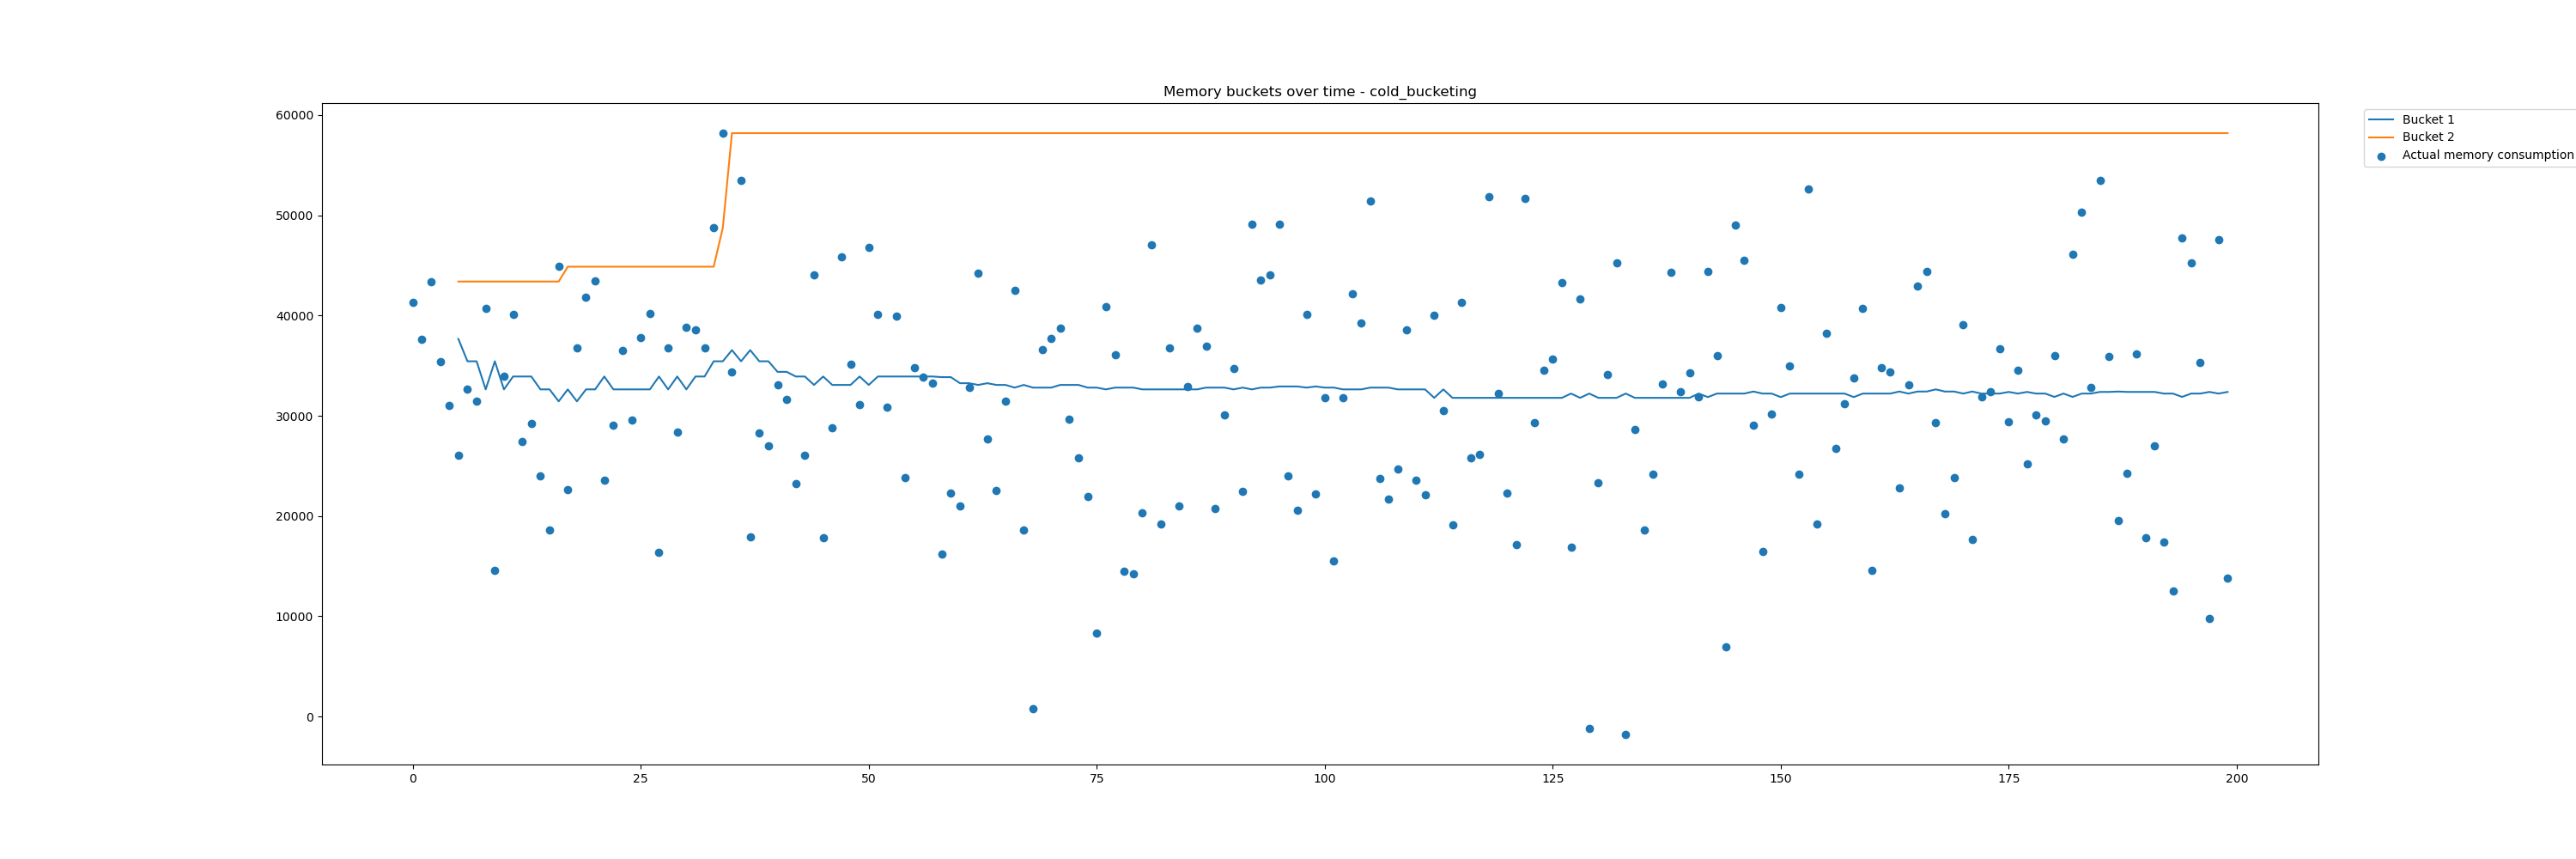 Memory buckets over time - cold_bucketing
60000
50000
40000
30000
20000
10000
0
0 25 50 75 100 125 150 175 200
Bucket 1
Bucket 2
Actual memory consumption